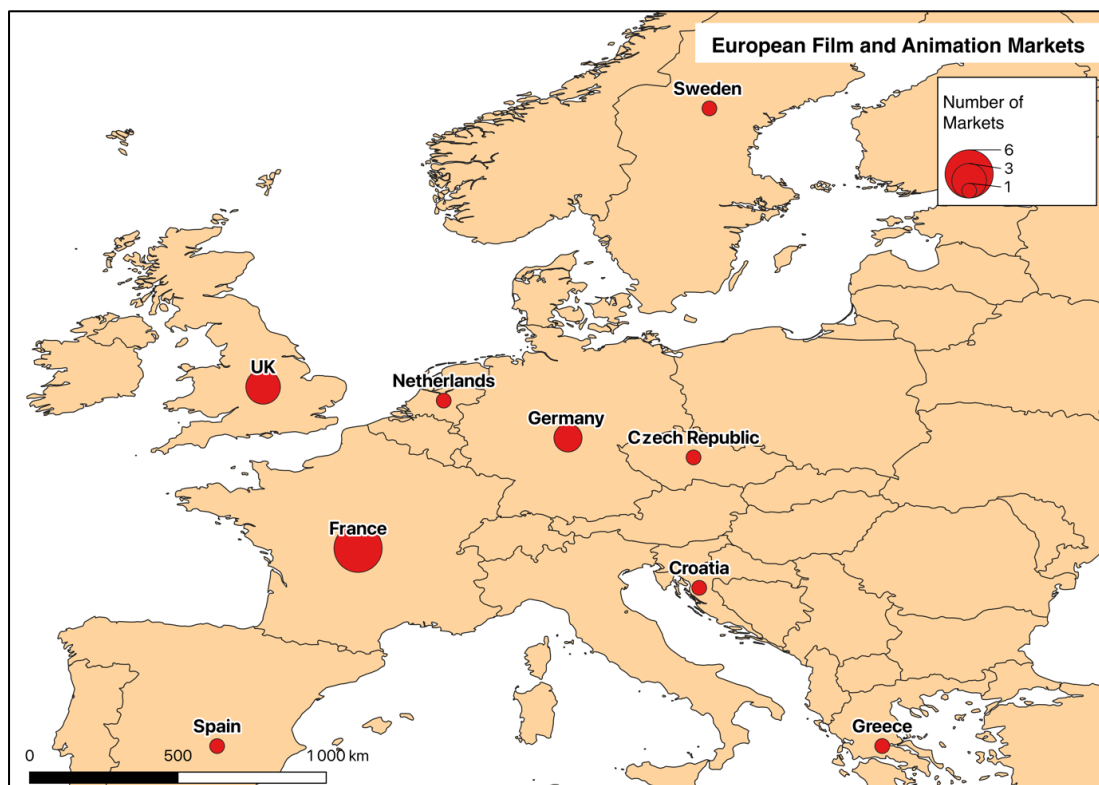 European Film and Animation Markets
Sweden
Number of
Markets
6
3
1
UK
Netherlands
Germany
Czech Republic
France
Croatia
Spain
Greece
0 500 1 000 km